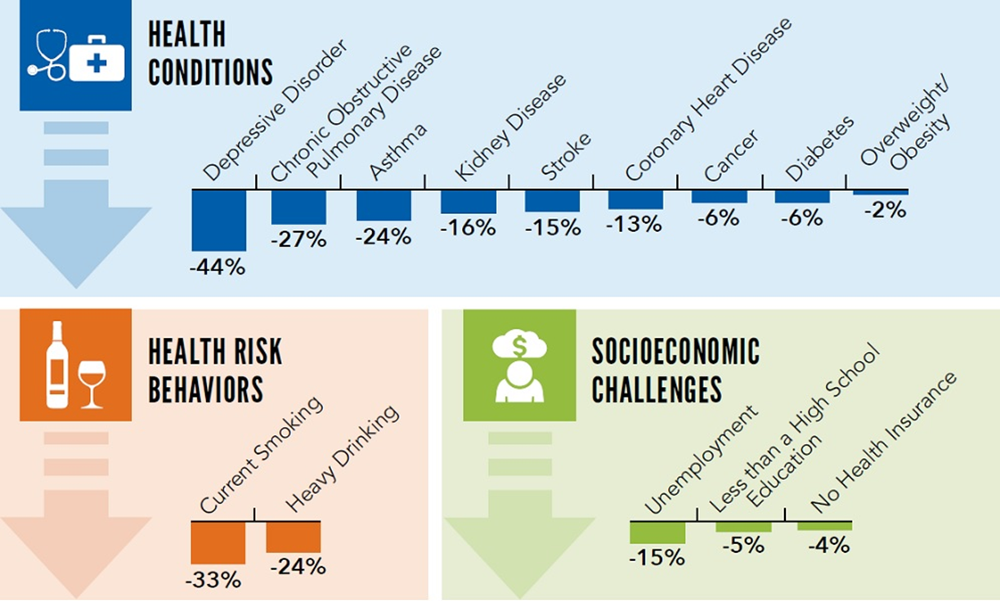 HEALTH
CONDITIONS
Depressive Disorder
Chronic Obstructive
Pulmonary Disease
Asthma
Kidney Disease
Stroke
Coronary Heart Disease
Cancer
Diabetes
Overweight/
Obesity
-44%
-27%
-24%
-16%
-15%
-13%
-6%
-6%
-2%
HEALTH RISK
BEHAVIORS
Current Smoking
Heavy Drinking
-33%
-24%
$
SOCIOECONOMIC
CHALLENGES
Unemployment
Less than a High School
Education
No Health Insurance
-15%
-5%
-4%